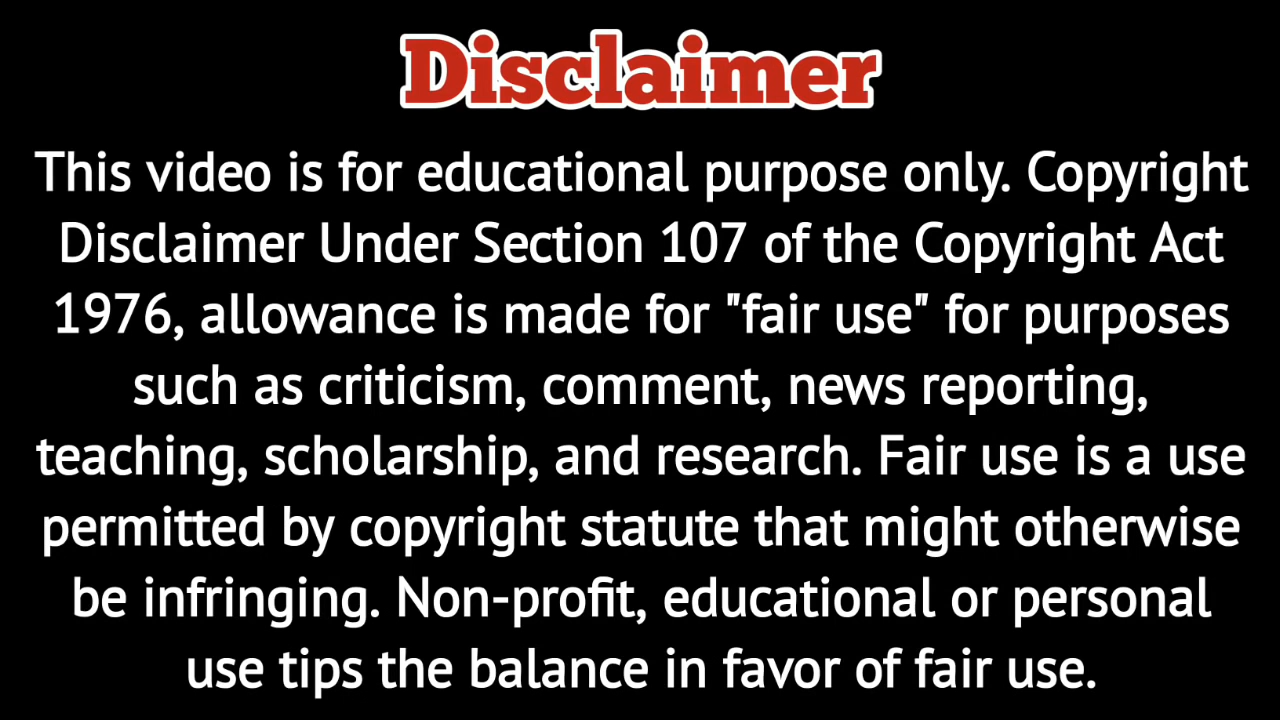 Disclaimer
This video is for educational purpose only. Copyright
Disclaimer Under Section 107 of the Copyright Act
1976, allowance is made for "fair use" for purposes
such as criticism, comment, news reporting,
teaching, scholarship, and research. Fair use is a use
permitted by copyright statute that might otherwise
be infringing. Non-profit, educational or personal
use tips the balance in favor of fair use.